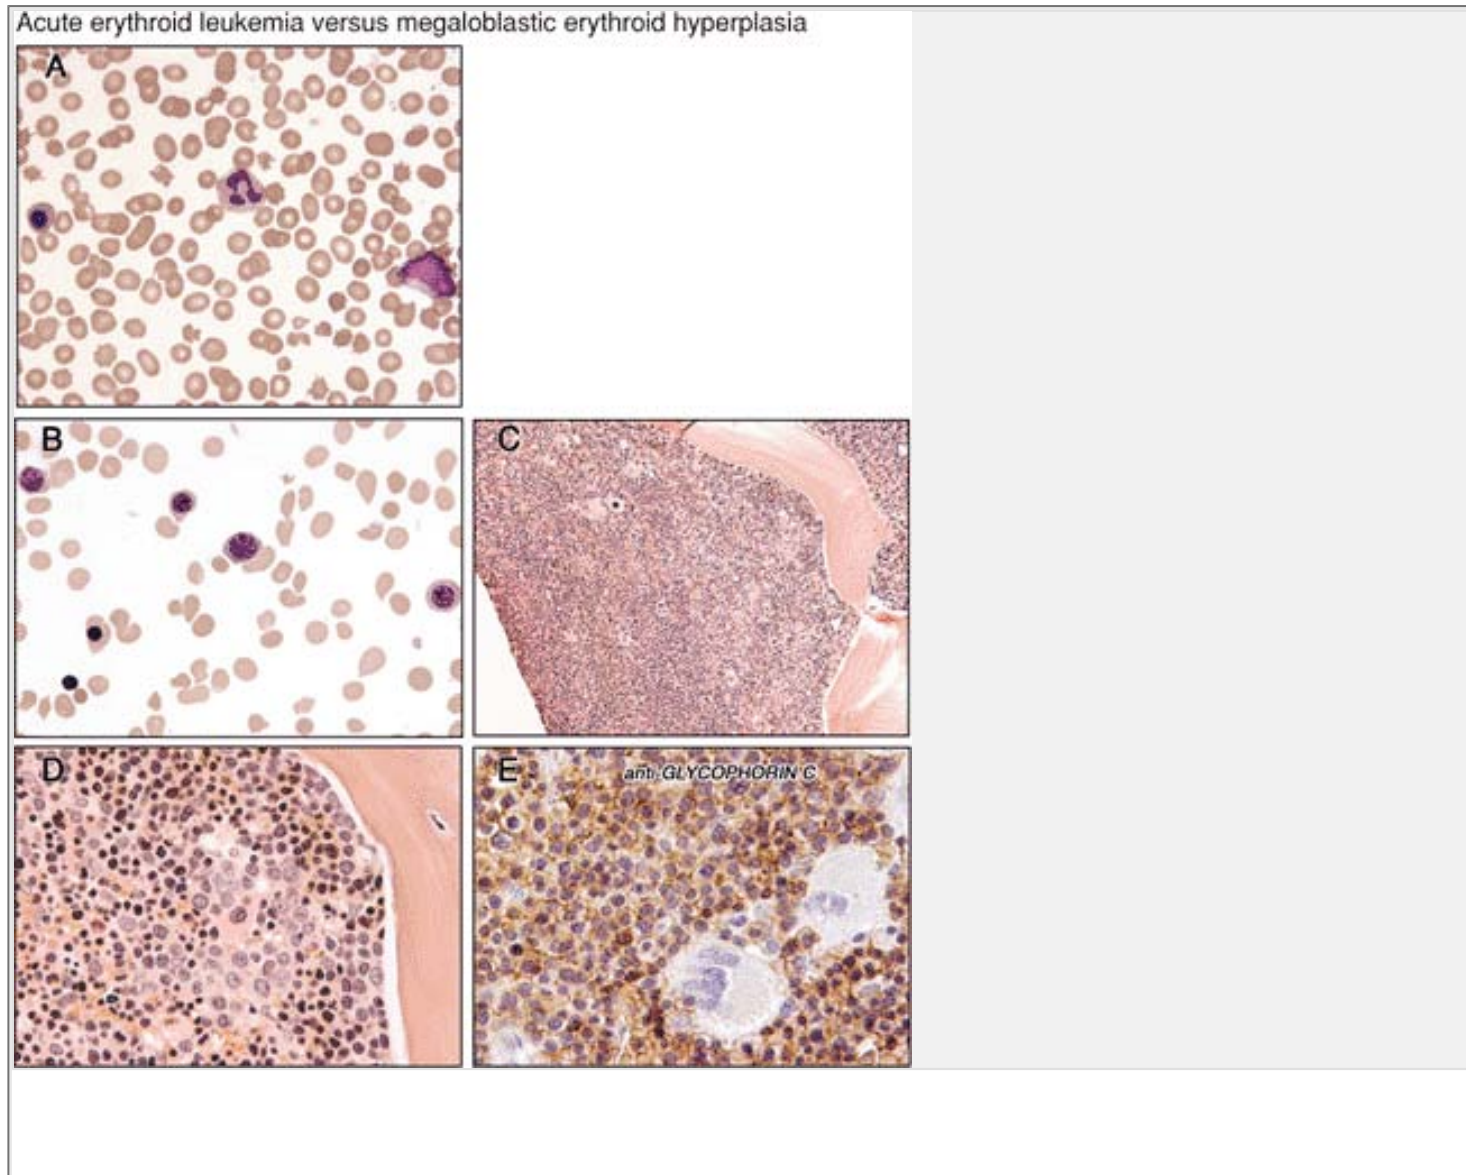 Acute erythroid leukemia versus megaloblastic erythroid hyperplasia
A
B
C
D
E
anti-GLYCOPHORIN C